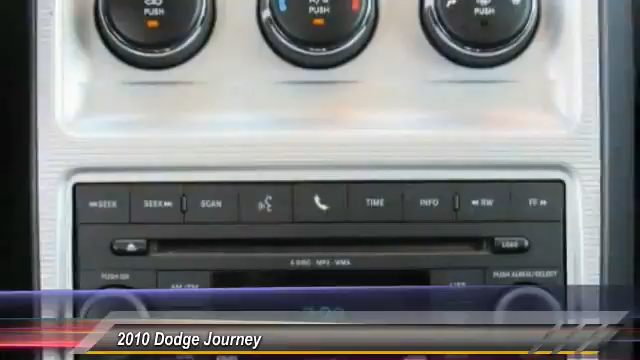 PUSH PUSH PUSH
SEEK SEEK SCAN TIME INFO RW FF
LOAD
6 DISC · MP3 · WMA
PUSH ON PUSH AUDIO/SELECT
AM/FM
2010 Dodge Journey